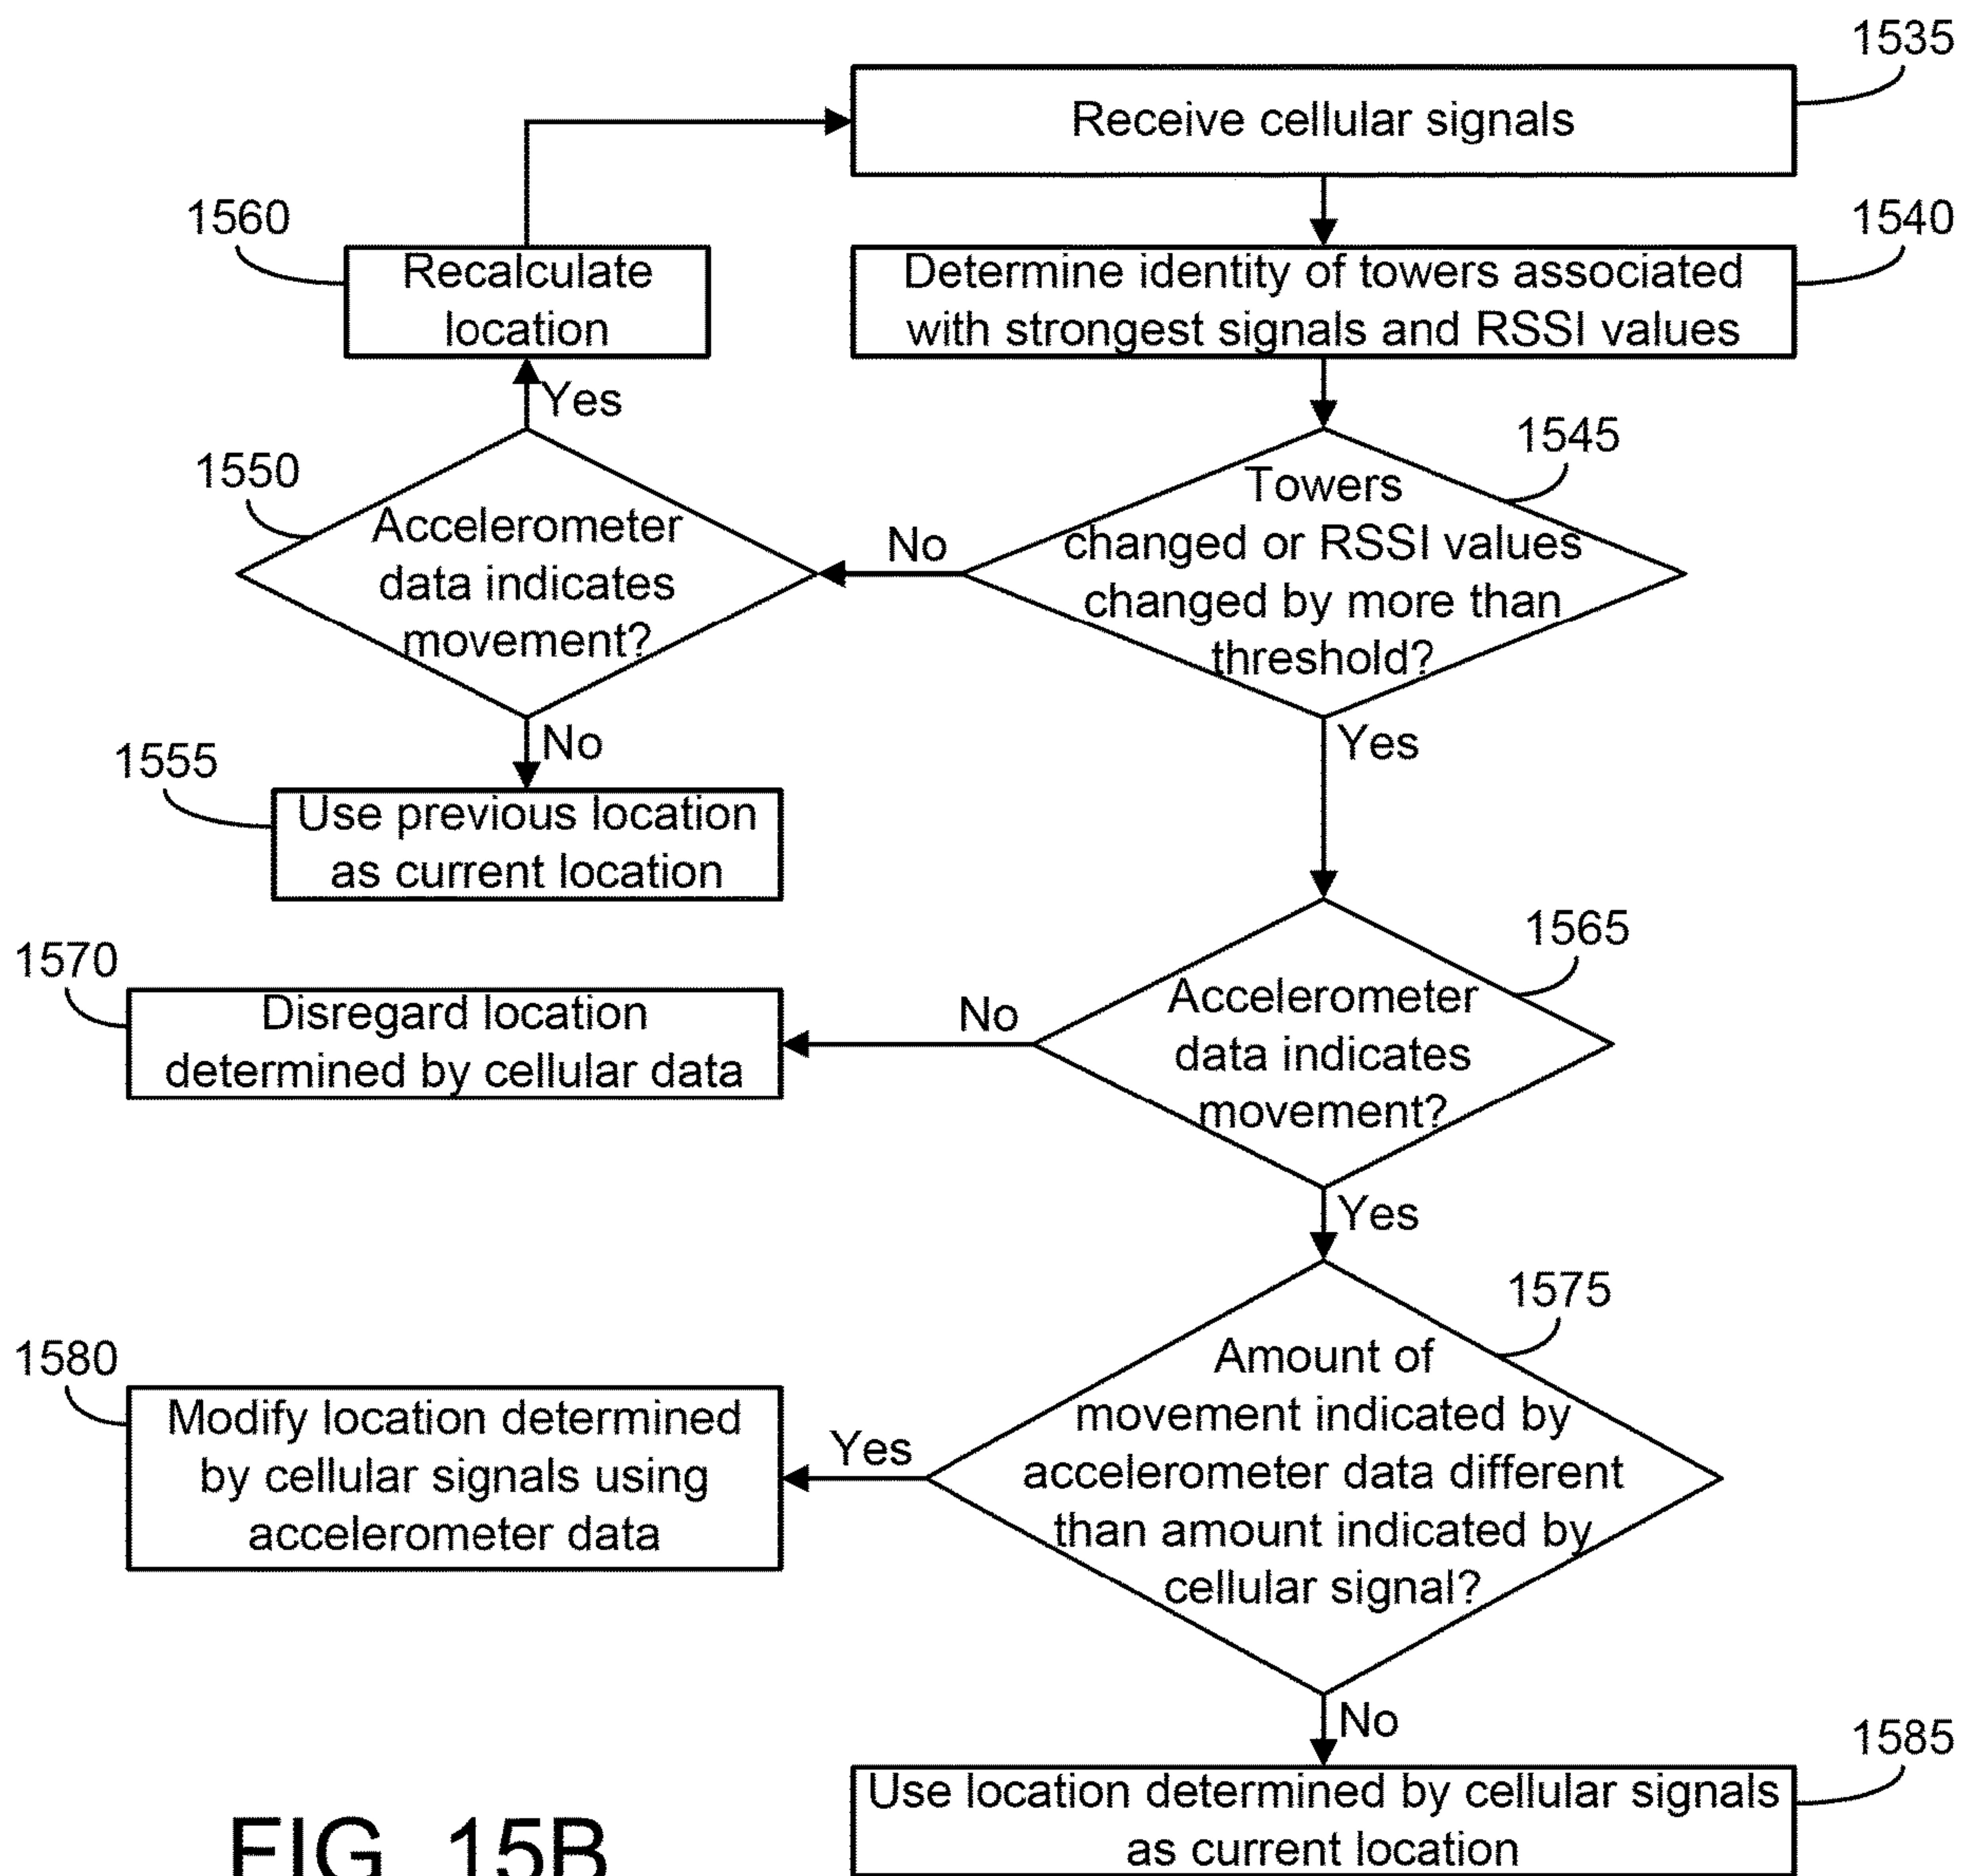 1535
Receive cellular signals
1560
1540
Recalculate
location
Determine identity of towers associated
with strongest signals and RSSI values
Yes
1545
1550
Towers
changed or RSSI values
changed by more than
threshold?
No
Accelerometer
data indicates
movement?
No
Yes
1555
Use previous location
as current location
1565
1570
Accelerometer
data indicates
movement?
No
Disregard location
determined by cellular data
Yes
1575
1580
Amount of
movement indicated by
accelerometer data different
than amount indicated by
cellular signal?
Yes
Modify location determined
by cellular signals using
accelerometer data
No
1585
Use location determined by cellular signals
as current location
FIG. 15B